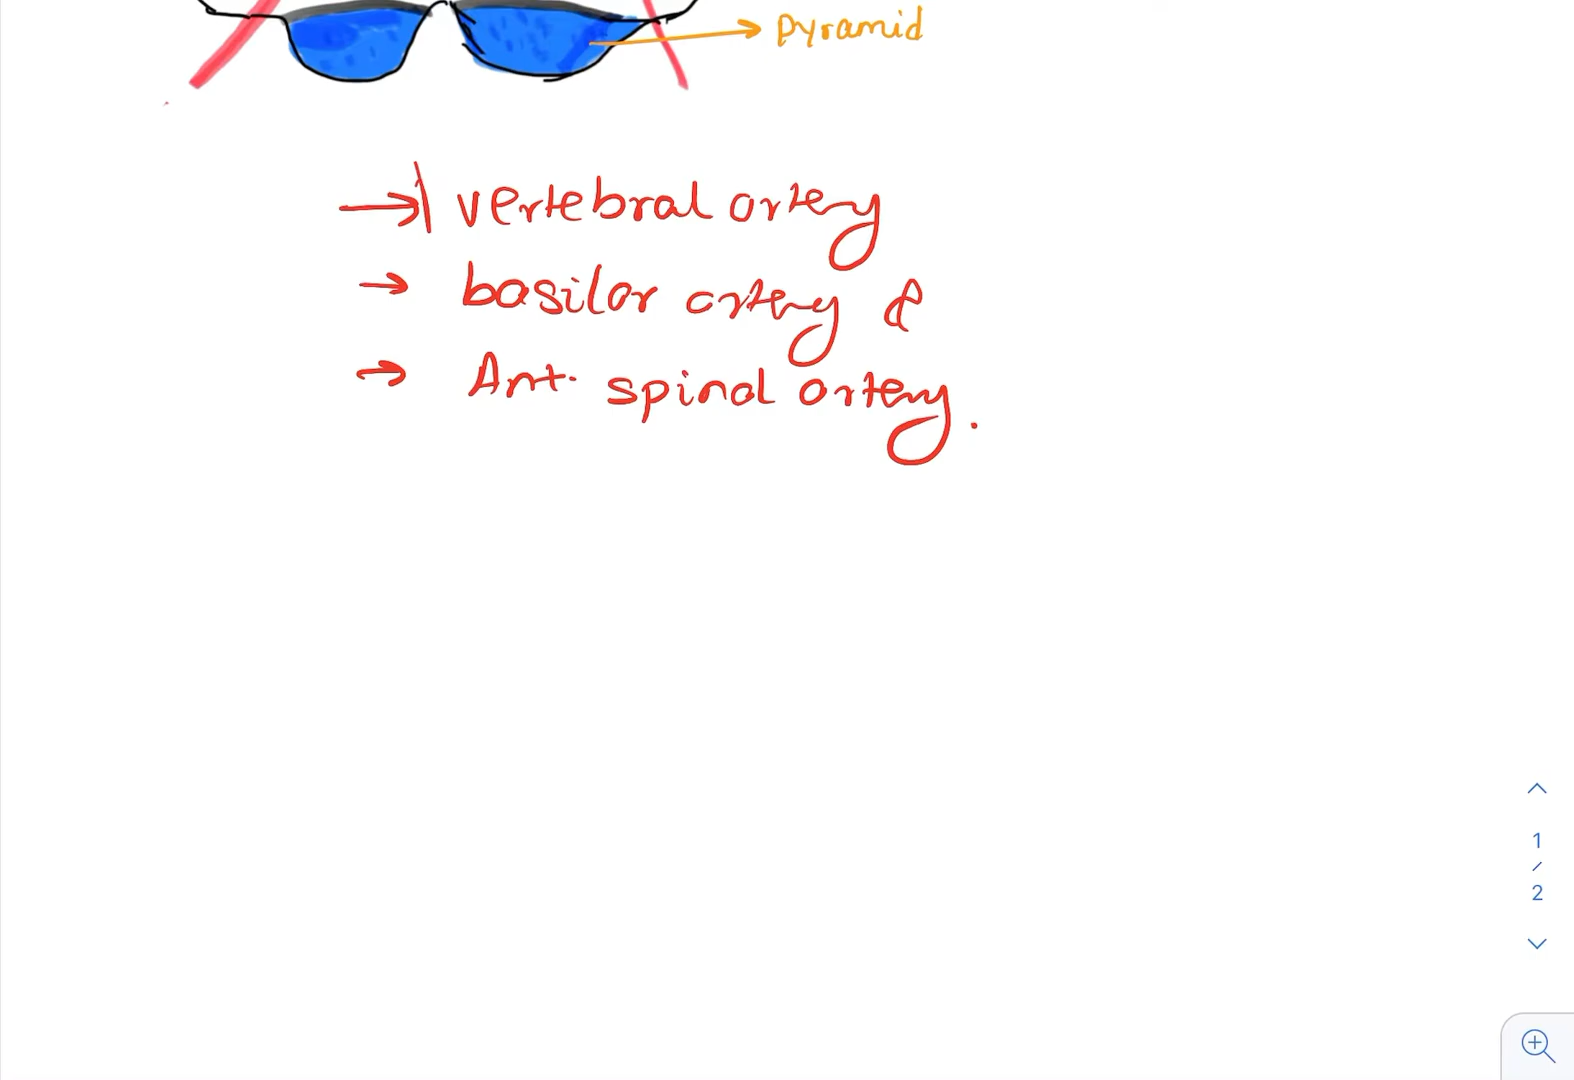 pyramid
→ vertebral artery
→ basilar artery &
→ Ant. spinal artery.
1
/
2